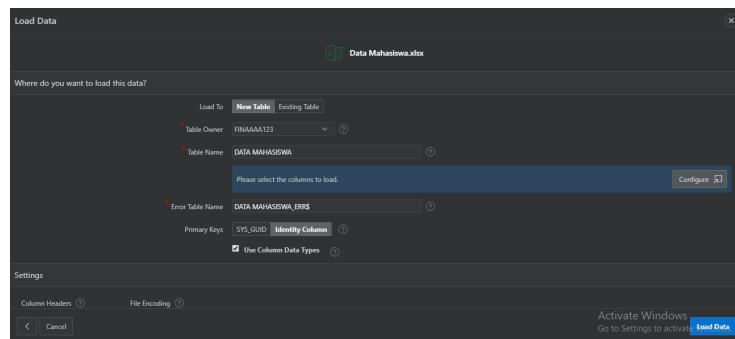 Load Data
Data Mahasiswa.xlsx
Where do you want to load this data?
Load To New Table Existing Table
* Table Owner FINAAAA123
* Table Name DATA MAHASISWA
Please select the columns to load. Configure
* Error Table Name DATA MAHASISWA_ERR$
Primary Keys SYS_GUID Identity Column
Use Column Data Types
Settings
Column Headers File Encoding
Activate Windows
Cancel Go to Settings to activate Load Data